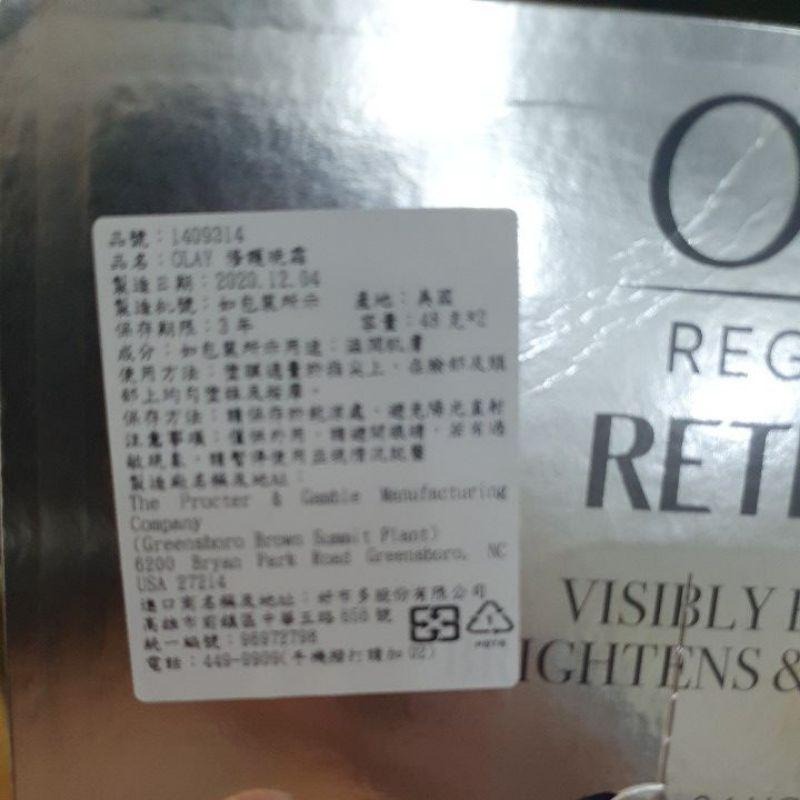 品號：1409314
品名：OLAY 修護晚霜
製造日期：2020.12.04
製造批號：如包裝所示 產地：美國
保存期限：3 年 容量：48 克*2
成分：如包裝所示用途：滋潤肌膚
使用方法：塗膜適量於指尖上，在臉部及頸
部上均勻塗抹及按摩。
保存方法：請保存於乾涼處，避免陽光直射
注意事項：僅供外用，請避開眼睛，若有過
敏現象，請暫停使用並視情況就醫
製造廠名稱及地址：
The Procter & Gamble Manufacturing
Company
(Greensboro Brown Summit Plant)
6200 Bryan Park Road Greensboro, NC
USA 27214
進口商名稱及地址：好市多股份有限公司
高雄市前鎮區中華五路 650 號
統一編號：96972798
電話：449-9909(手機撥打請加 02)
1
O
REG
RET
VISIBLY
IGHTENS &